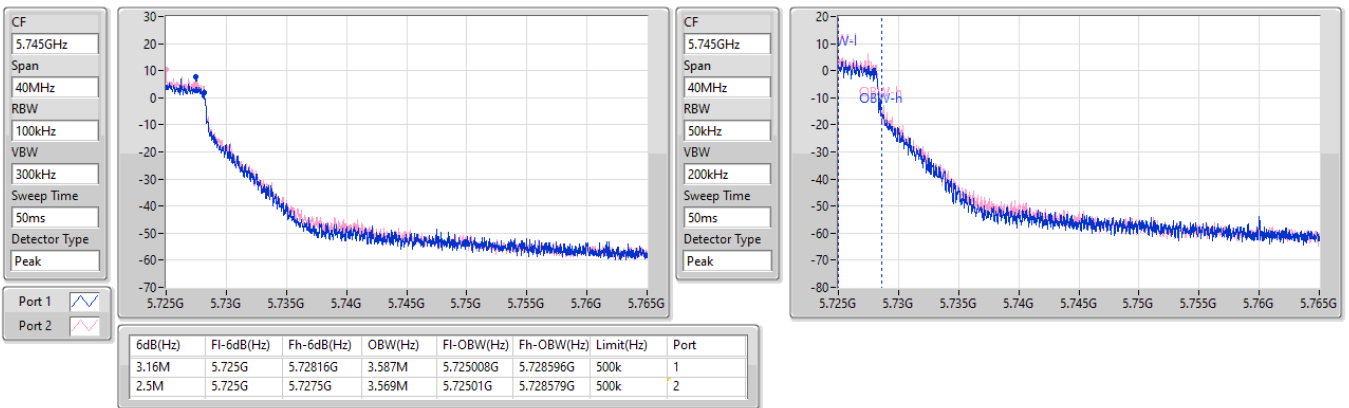 CF
5.745GHz
Span
40MHz
RBW
100kHz
VBW
300kHz
Sweep Time
50ms
Detector Type
Peak
Port 1
Port 2
30
20
10
0
-10
-20
-30
-40
-50
-60
-70
5.725G 5.73G 5.735G 5.74G 5.745G 5.75G 5.755G 5.76G 5.765G
CF
5.745GHz
Span
40MHz
RBW
50kHz
VBW
200kHz
Sweep Time
50ms
Detector Type
Peak
20
10
0
-10
-20
-30
-40
-50
-60
-70
-80
W-l
OBW-h
OBW-h
5.725G 5.73G 5.735G 5.74G 5.745G 5.75G 5.755G 5.76G 5.765G
6dB(Hz) Fl-6dB(Hz) Fh-6dB(Hz) OBW(Hz) Fl-OBW(Hz) Fh-OBW(Hz) Limit(Hz) Port
3.16M 5.725G 5.72816G 3.587M 5.725008G 5.728596G 500k 1
2.5M 5.725G 5.7275G 3.569M 5.72501G 5.728579G 500k 2